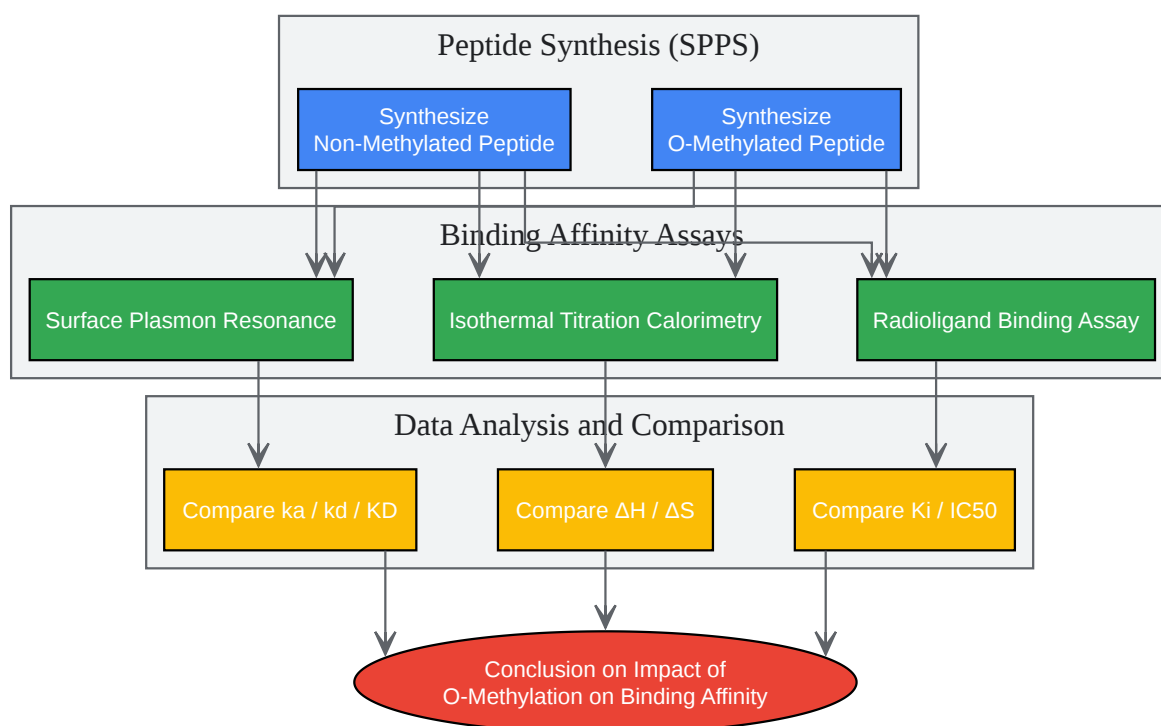 Peptide Synthesis (SPPS)
Synthesize
Non-Methylated Peptide
Synthesize
O-Methylated Peptide
Binding Affinity Assays
Surface Plasmon Resonance
Isothermal Titration Calorimetry
Radioligand Binding Assay
Data Analysis and Comparison
Compare ka / kd / KD
Compare ΔH / ΔS
Compare Ki / IC50
Conclusion on Impact of
O-Methylation on Binding Affinity